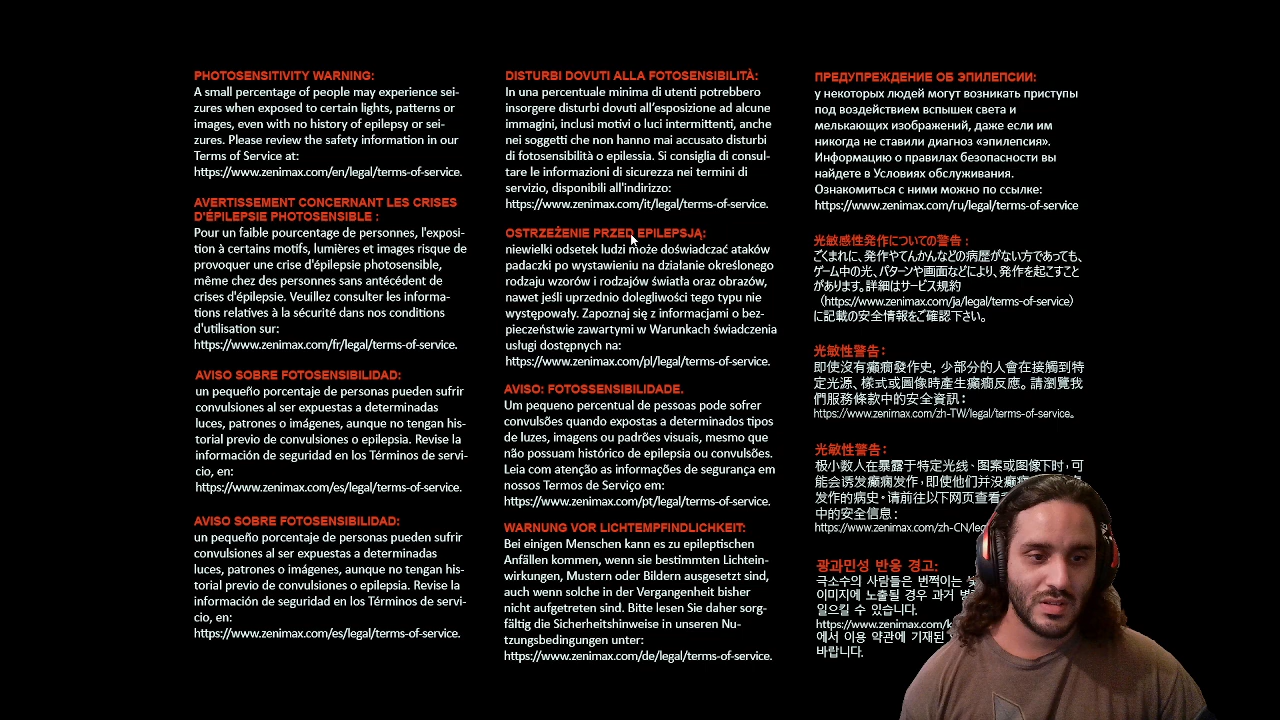 PHOTOSENSITIVITY WARNING:
A small percentage of people may experience sei-
zures when exposed to certain lights, patterns or
images, even with no history of epilepsy or sei-
zures. Please review the safety information in our
Terms of Service at:
https://www.zenimax.com/en/legal/terms-of-service.
AVERTISSEMENT CONCERNANT LES CRISES
D'ÉPILEPSIE PHOTOSENSIBLE :
Pour un faible pourcentage de personnes, l'exposi-
tion à certains motifs, lumières et images risque de
provoquer une crise d'épilepsie photosensible,
même chez des personnes sans antécédent de
crises d'épilepsie. Veuillez consulter les informa-
tions relatives à la sécurité dans nos conditions
d'utilisation sur:
https://www.zenimax.com/fr/legal/terms-of-service.
AVISO SOBRE FOTOSENSIBILIDAD:
un pequeño porcentaje de personas pueden sufrir
convulsiones al ser expuestas a determinadas
luces, patrones o imágenes, aunque no tengan his-
torial previo de convulsiones o epilepsia. Revise la
información de seguridad en los Términos de servi-
cio, en:
https://www.zenimax.com/es/legal/terms-of-service.
AVISO SOBRE FOTOSENSIBILIDAD:
un pequeño porcentaje de personas pueden sufrir
convulsiones al ser expuestas a determinadas
luces, patrones o imágenes, aunque no tengan his-
torial previo de convulsiones o epilepsia. Revise la
información de seguridad en los Términos de servi-
cio, en:
https://www.zenimax.com/es/legal/terms-of-service.
DISTURBI DOVUTI ALLA FOTOSENSIBILITÀ:
In una percentuale minima di utenti potrebbero
insorgere disturbi dovuti all'esposizione ad alcune
immagini, inclusi motivi o luci intermittenti, anche
nei soggetti che non hanno mai accusato disturbi
di fotosensibilità o epilessia. Si consiglia di consul-
tare le informazioni di sicurezza nei termini di
servizio, disponibili all'indirizzo:
https://www.zenimax.com/it/legal/terms-of-service.
OSTRZEŻENIE PRZED EPILEPSJĄ:
niewielki odsetek ludzi może doświadczać ataków
padaczki po wystawieniu na działanie określonego
rodzaju wzorów i rodzajów światła oraz obrazów,
nawet jeśli uprzednio dolegliwości tego typu nie
występowały. Zapoznaj się z informacjami o bez-
pieczeństwie zawartymi w Warunkach świadczenia
usługi dostępnych na:
https://www.zenimax.com/pl/legal/terms-of-service.
AVISO: FOTOSSENSIBILIDADE.
Um pequeno percentual de pessoas pode sofrer
convulsões quando expostas a determinados tipos
de luzes, imagens ou padrões visuais, mesmo que
não possuam histórico de epilepsia ou convulsões.
Leia com atenção as informações de segurança em
nossos Termos de Serviço em:
https://www.zenimax.com/pt/legal/terms-of-service.
WARNUNG VOR LICHTEMPFINDLICHKEIT:
Bei einigen Menschen kann es zu epileptischen
Anfällen kommen, wenn sie bestimmten Lichtein-
wirkungen, Mustern oder Bildern ausgesetzt sind,
auch wenn solche in der Vergangenheit bisher
nicht aufgetreten sind. Bitte lesen Sie daher sorg-
fältig die Sicherheitshinweise in unseren Nu-
tzungsbedingungen unter:
https://www.zenimax.com/de/legal/terms-of-service.
ПРЕДУПРЕЖДЕНИЕ ОБ ЭПИЛЕПСИИ:
у некоторых людей могут возникать приступы
под воздействием вспышек света и
мелькающих изображений, даже если им
никогда не ставили диагноз «эпилепсия».
Информацию о правилах безопасности вы
найдете в Условиях обслуживания.
Ознакомиться с ними можно по ссылке:
https://www.zenimax.com/ru/legal/terms-of-service
光敏感性発作についての警告：
ごくまれに、発作やてんかんなどの病歴がない方であっても、
ゲーム中の光、パターンや画面などにより、発作を起こすこと
があります。詳細はサービス規約
（https://www.zenimax.com/ja/legal/terms-of-service）
に記載の安全情報をご確認下さい。
光敏性警告：
即使沒有癲癇發作史，少部分的人會在接觸到特
定光源、樣式或圖像時產生癲癇反應。請瀏覽我
們服務條款中的安全資訊：
https://www.zenimax.com/zh-TW/legal/terms-of-service。
光敏性警告：
极小数人在暴露于特定光线、图案或图像下时，可
能会诱发癫痫发作，即使他们并没癫
发作的病史。请前往以下网页查看
中的安全信息：
https://www.zenimax.com/zh-CN/leg
광과민성 반응 경고:
극소수의 사람들은 번쩍이는
이미지에 노출될 경우 과거
일으킬 수 있습니다.
https://www.zenimax.com/k
에서 이용 약관에 기재된
바랍니다.